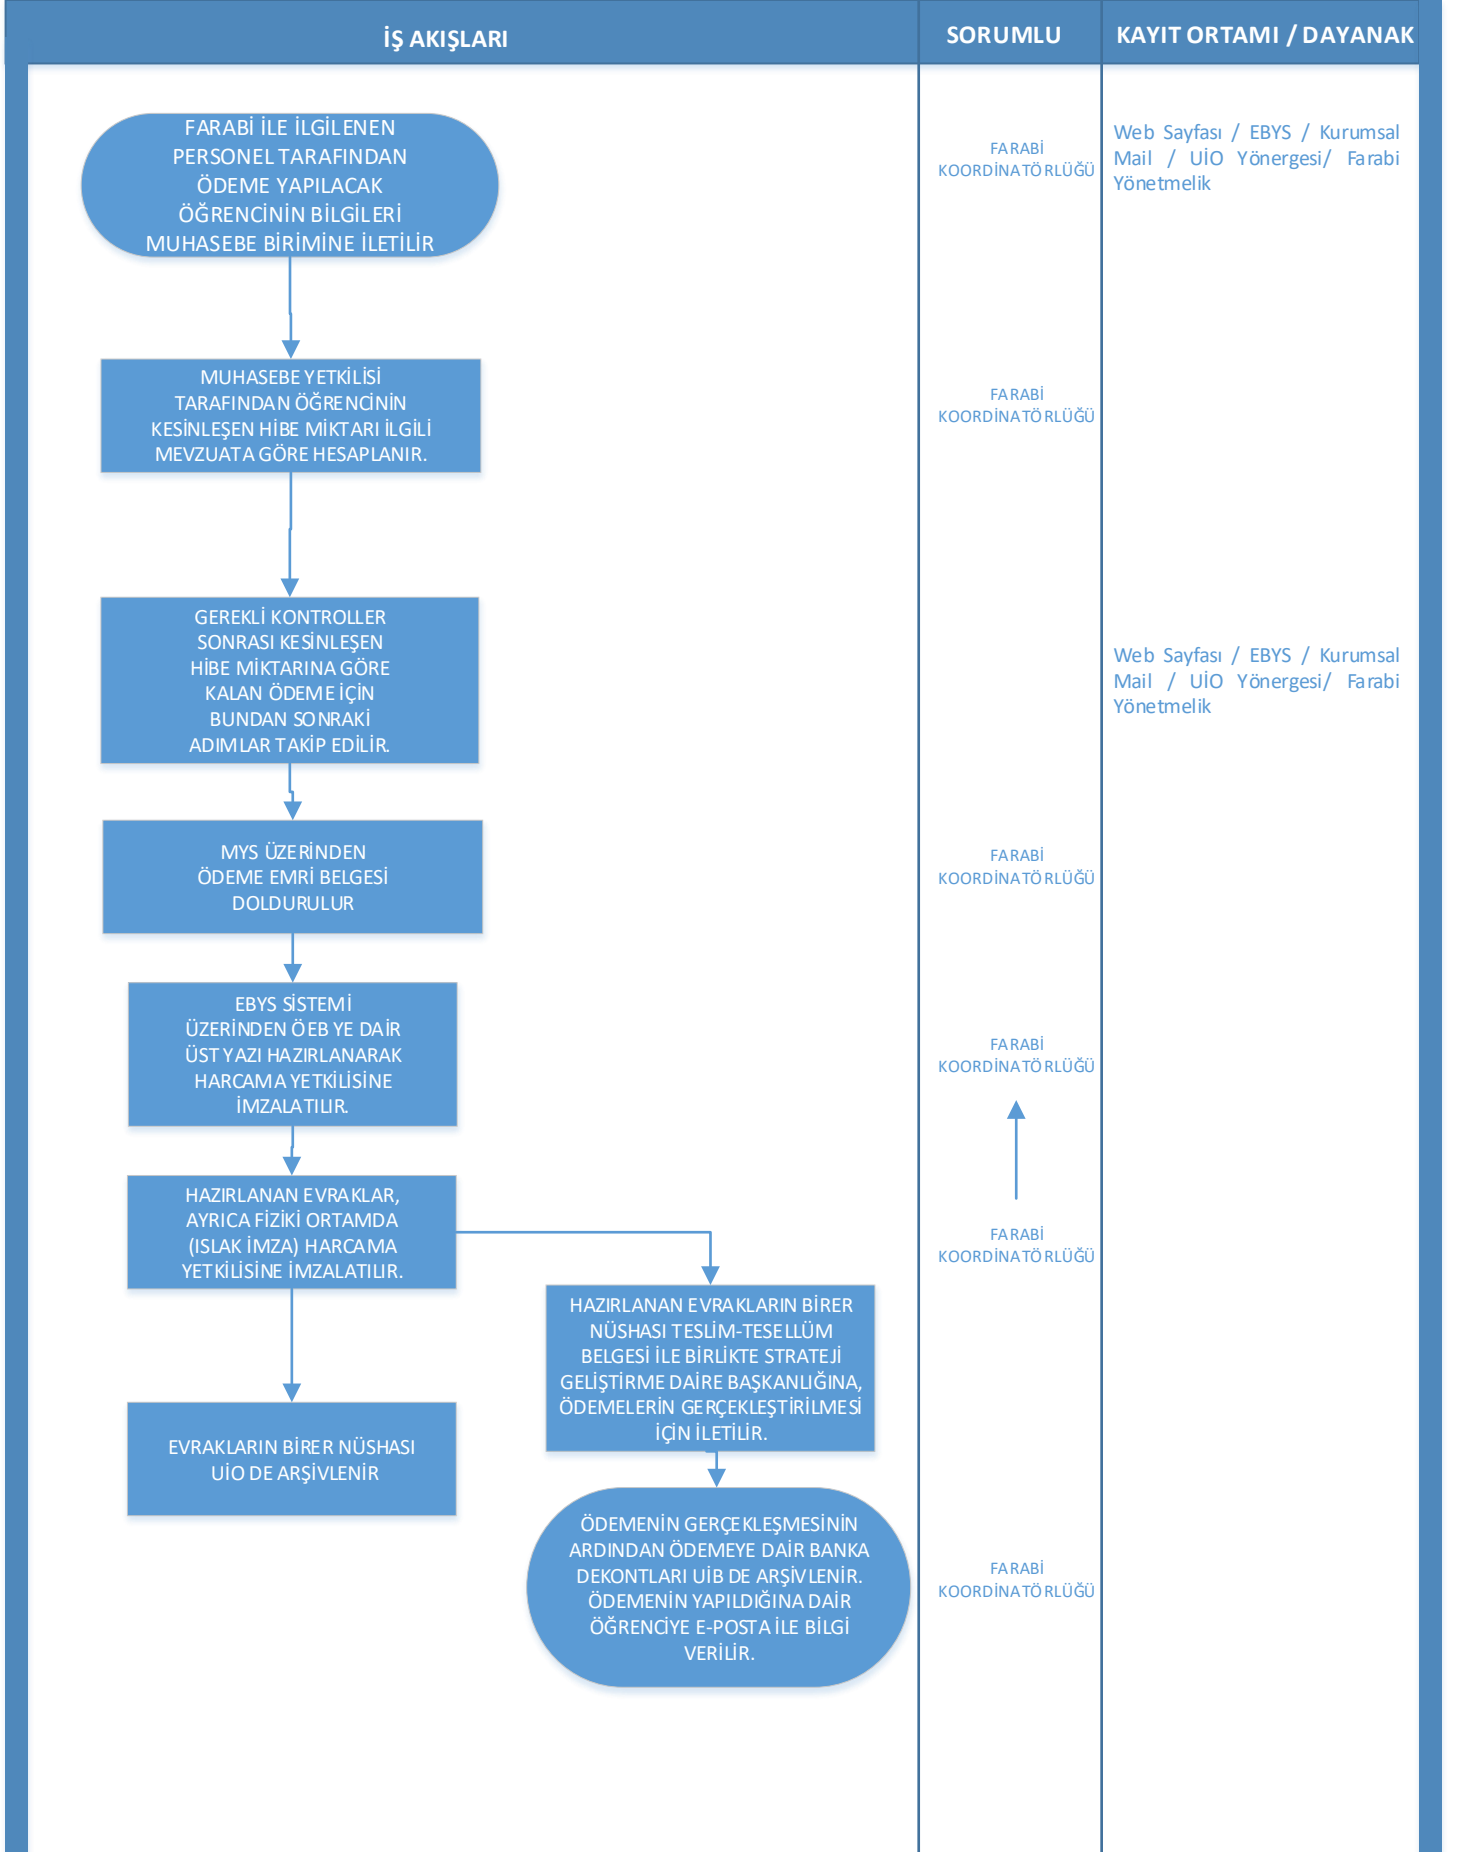 İŞ AKIŞLARI
SORUMLU
KAYIT ORTAMI / DAYANAK
FARABİ İLE İLGİLENEN
PERSONEL TARAFINDAN
ÖDEME YAPILACAK
ÖĞRENCİNİN BİLGİLERİ
MUHASEBE BİRİMİNE İLETİLİR
FARABİ
KOORDİNATÖRLÜĞÜ
Web Sayfası / EBYS / Kurumsal
Mail / UİO Yönergesi/ Farabi
Yönetmelik
MUHASEBE YETKİLİSİ
TARAFINDAN ÖĞRENCİNİN
KESİNLEŞEN HİBE MİKTARI İLGİLİ
MEVZUATA GÖRE HESAPLANIR.
FARABİ
KOORDİNATÖRLÜĞÜ
GEREKLİ KONTROLLER
SONRASI KESİNLEŞEN
HİBE MİKTARINA GÖRE
KALAN ÖDEME İÇİN
BUNDAN SONRAKİ
ADIMLAR TAKİP EDİLİR.
Web Sayfası / EBYS / Kurumsal
Mail / UİO Yönergesi/ Farabi
Yönetmelik
MYS ÜZERİNDEN
ÖDEME EMRİ BELGESİ
DOLDURULUR
FARABİ
KOORDİNATÖRLÜĞÜ
EBYS SİSTEMİ
ÜZERİNDEN ÖEB YE DAİR
ÜST YAZI HAZIRLANARAK
HARCAMA YETKİLİSİNE
İMZALATILIR.
FARABİ
KOORDİNATÖRLÜĞÜ
HAZIRLANAN EVRAKLAR,
AYRICA FİZİKİ ORTAMDA
(ISLAK İMZA) HARCAMA
YETKİLİSİNE İMZALATILIR.
FARABİ
KOORDİNATÖRLÜĞÜ
HAZIRLANAN EVRAKLARIN BİRER
NÜSHASI TESLİM-TESELLÜM
BELGESİ İLE BİRLİKTE STRATEJİ
GELİŞTİRME DAİRE BAŞKANLIĞINA,
ÖDEMELERİN GERÇEKLEŞTİRİLMESİ
İÇİN İLETİLİR.
EVRAKLARIN BİRER NÜSHASI
UİO DE ARŞİVLENİR
ÖDEMENİN GERÇEKLEŞMESİNİN
ARDINDAN ÖDEMEYE DAİR BANKA
DEKONTLARI UIB DE ARŞİVLENİR.
ÖDEMENİN YAPILDIĞINA DAİR
ÖĞRENCİYE E-POSTA İLE BİLGİ
VERİLİR.
FARABİ
KOORDİNATÖRLÜĞÜ